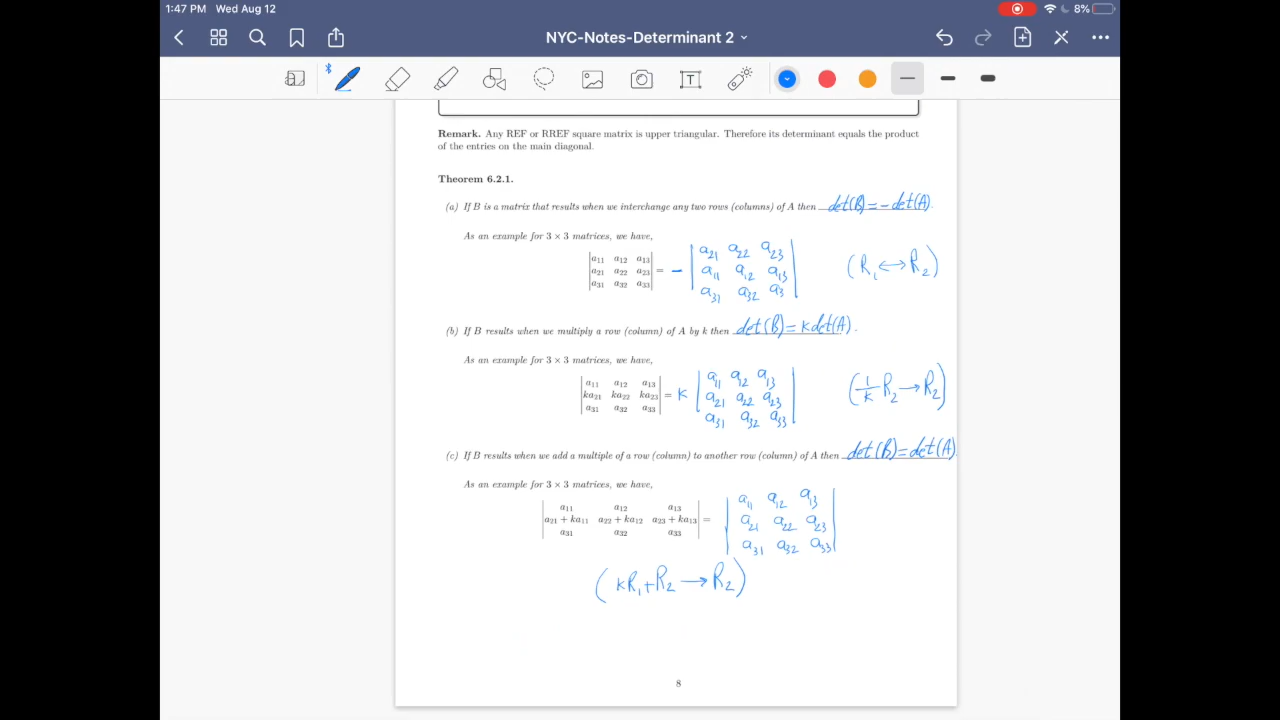 1:47 PM Wed Aug 12 8%
NYC-Notes-Determinant 2
Remark. Any REF or RREF square matrix is upper triangular. Therefore its determinant equals the product
of the entries on the main diagonal.
Theorem 6.2.1.
(a) If B is a matrix that results when we interchange any two rows (columns) of A then det(B) = -det(A).
As an example for 3 × 3 matrices, we have,
|a11 a12 a13| |a21 a22 a23|
|a21 a22 a23| = - |a11 a12 a13| (R1 ↔ R2)
|a31 a32 a33| |a31 a32 a3|
(b) If B results when we multiply a row (column) of A by k then det(B) = k det(A).
As an example for 3 × 3 matrices, we have,
|a11 a12 a13| |a11 a12 a13|
|ka21 ka22 ka23| = k |a21 a22 a23| (1/k R2 → R2)
|a31 a32 a33| |a31 a32 a33|
(c) If B results when we add a multiple of a row (column) to another row (column) of A then det(B) = det(A).
As an example for 3 × 3 matrices, we have,
|a11 a12 a13| |a11 a12 a13|
|a21 + ka11 a22 + ka12 a23 + ka13| = |a21 a22 a23|
|a31 a32 a33| |a31 a32 a33|
(kR1 + R2 → R2)
8